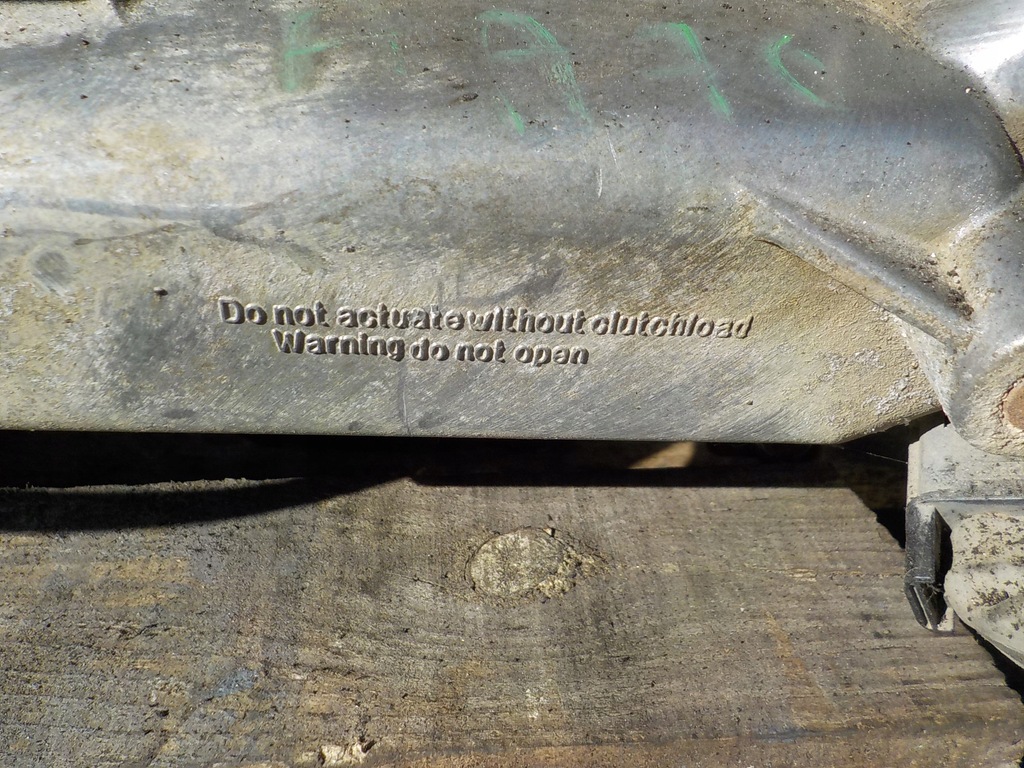 Do not actuate without clutchload
Warning do not open